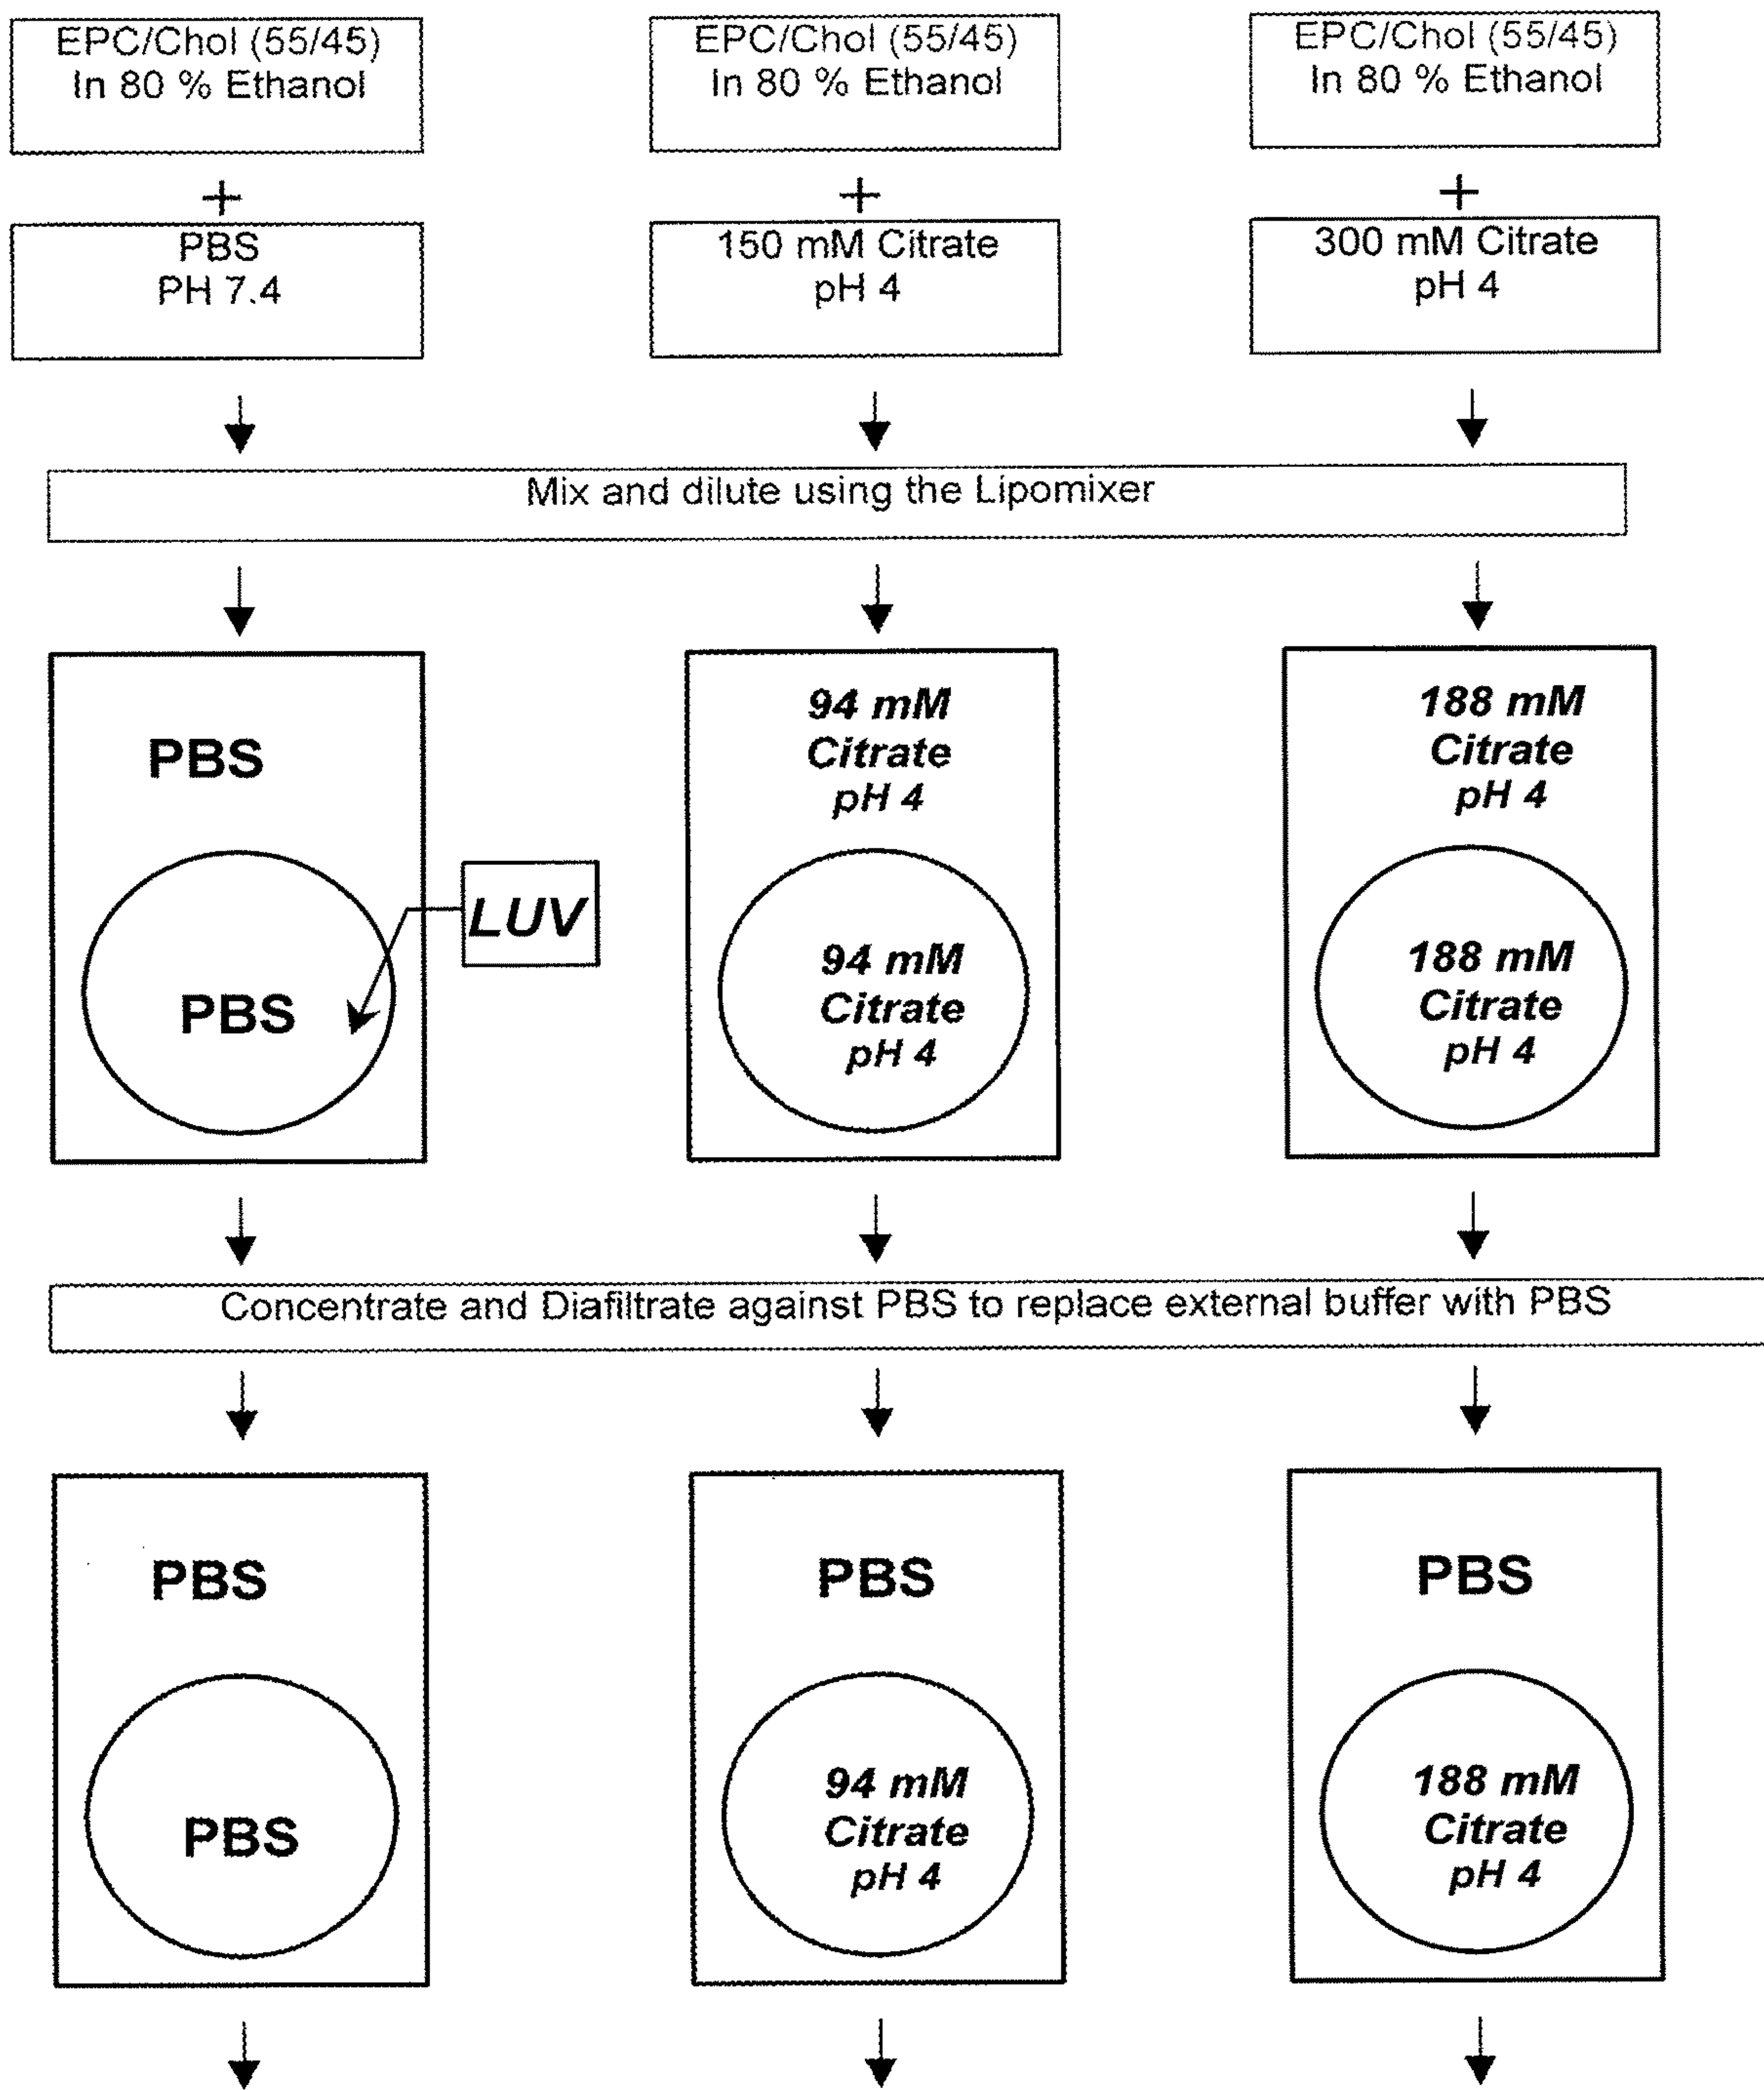 EPC/Chol (55/45)
In 80 % Ethanol
EPC/Chol (55/45)
In 80 % Ethanol
EPC/Chol (55/45)
In 80 % Ethanol
+
+
+
PBS
PH 7.4
150 mM Citrate
pH 4
300 mM Citrate
pH 4
Mix and dilute using the Lipomixer
PBS
94 mM
Citrate
pH 4
188 mM
Citrate
pH 4
PBS
LUV
94 mM
Citrate
pH 4
188 mM
Citrate
pH 4
Concentrate and Diafiltrate against PBS to replace external buffer with PBS
PBS
PBS
PBS
PBS
94 mM
Citrate
pH 4
188 mM
Citrate
pH 4